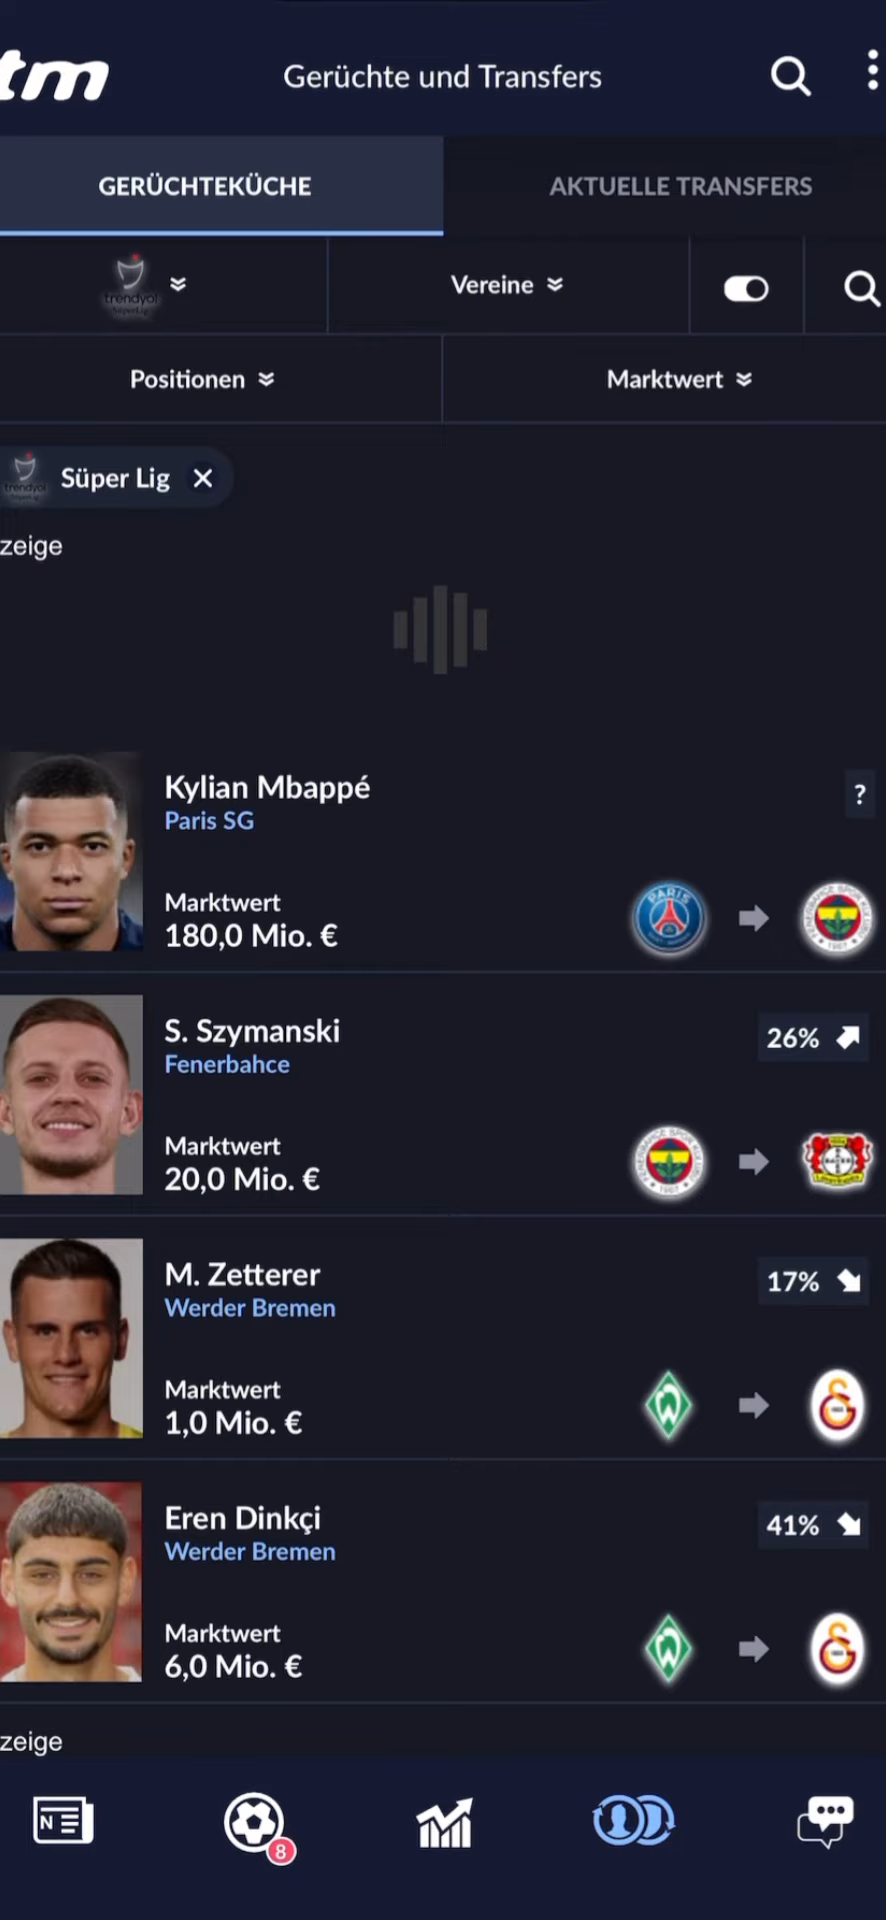 tm
Gerüchte und Transfers
GERÜCHTEKÜCHE
AKTUELLE TRANSFERS
trendyol
Vereine
Positionen
Marktwert
Süper Lig
zeige
Kylian Mbappé
?
Paris SG
Marktwert
180,0 Mio. €
PARIS
S. Szymanski
26%
Fenerbahce
Marktwert
20,0 Mio. €
M. Zetterer
17%
Werder Bremen
Marktwert
1,0 Mio. €
Eren Dinkçi
41%
Werder Bremen
Marktwert
6,0 Mio. €
zeige
N
8